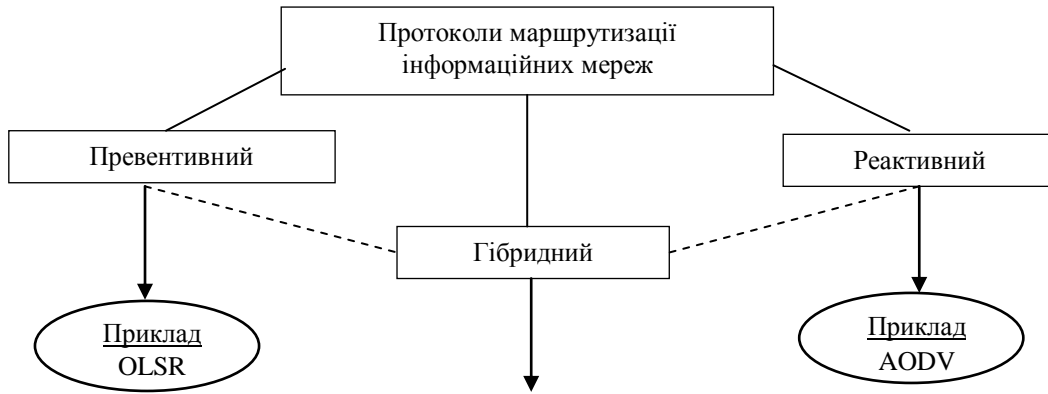 Протоколи маршрутизації
інформаційних мереж
Превентивний
Реактивний
Гібридний
Приклад
OLSR
Приклад
AODV